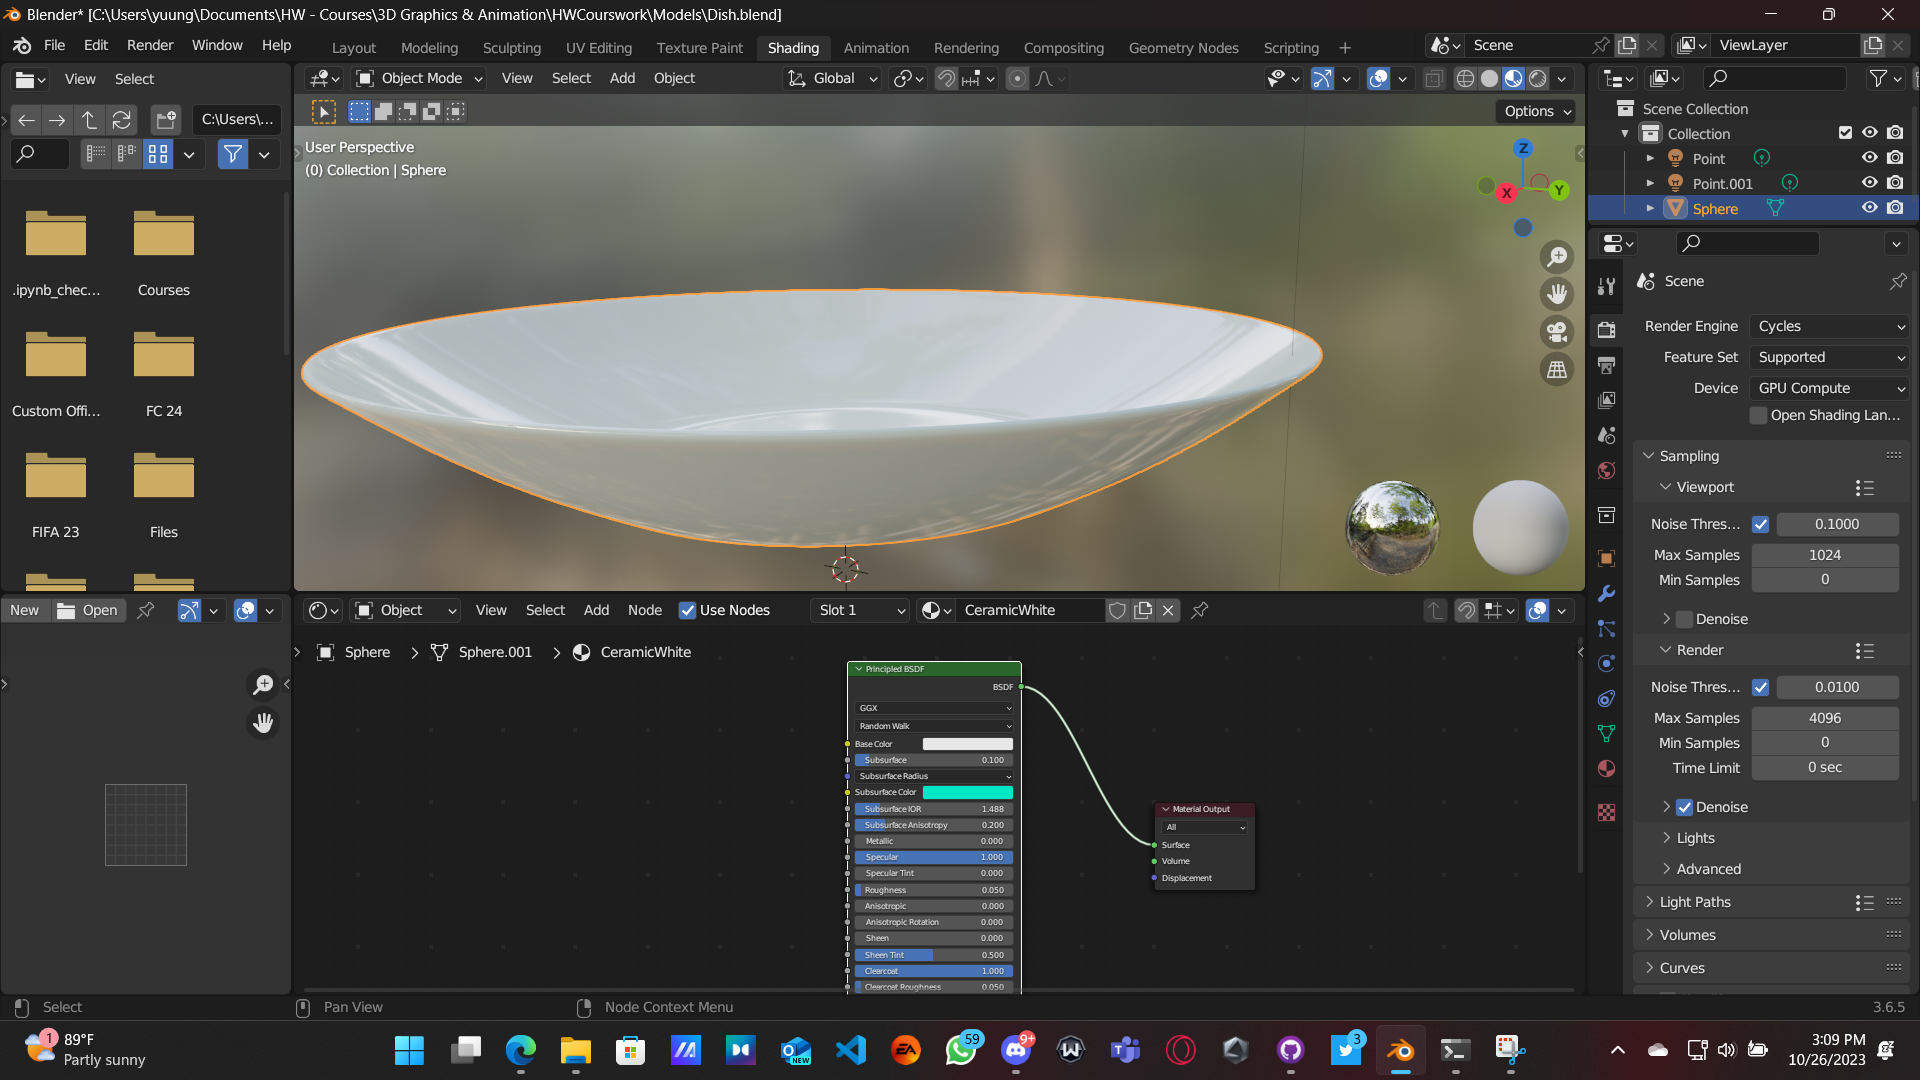 Blender* [C:\Users\yuung\Documents\HW - Courses\3D Graphics & Animation\HWCourswork\Models\Dish.blend]
File Edit Render Window Help
Layout Modeling Sculpting UV Editing Texture Paint Shading Animation Rendering Compositing Geometry Nodes Scripting +
Scene ViewLayer
View Select
Object Mode View Select Add Object Global
C:\Users\...
Options
User Perspective
(0) Collection | Sphere
Z
X
Y
.ipynb_chec...
Courses
Custom Offi...
FC 24
FIFA 23
Files
Scene Collection
Collection
Point
Point.001
Sphere
Scene
Render Engine Cycles
Feature Set Supported
Device GPU Compute
Open Shading Lan...
Sampling
Viewport
Noise Thres... 0.1000
Max Samples 1024
Min Samples 0
Denoise
Render
Noise Thres... 0.0100
Max Samples 4096
Min Samples 0
Time Limit 0 sec
Denoise
Lights
Advanced
Light Paths
Volumes
Curves
New Open
Object View Select Add Node Use Nodes Slot 1 CeramicWhite
Sphere > Sphere.001 > CeramicWhite
Principled BSDF
BSDF
GGX
Random Walk
Base Color
Subsurface 0.100
Subsurface Radius
Subsurface Color
Subsurface IOR 1.488
Subsurface Anisotropy 0.200
Metallic 0.000
Specular 1.000
Specular Tint 0.000
Roughness 0.050
Anisotropic 0.000
Anisotropic Rotation 0.000
Sheen 0.000
Sheen Tint 0.500
Clearcoat 1.000
Clearcoat Roughness 0.050
Material Output
All
Surface
Volume
Displacement
Select Pan View Node Context Menu 3.6.5
1
89°F
Partly sunny
NEW
EA
59
9+
3
3:09 PM
10/26/2023